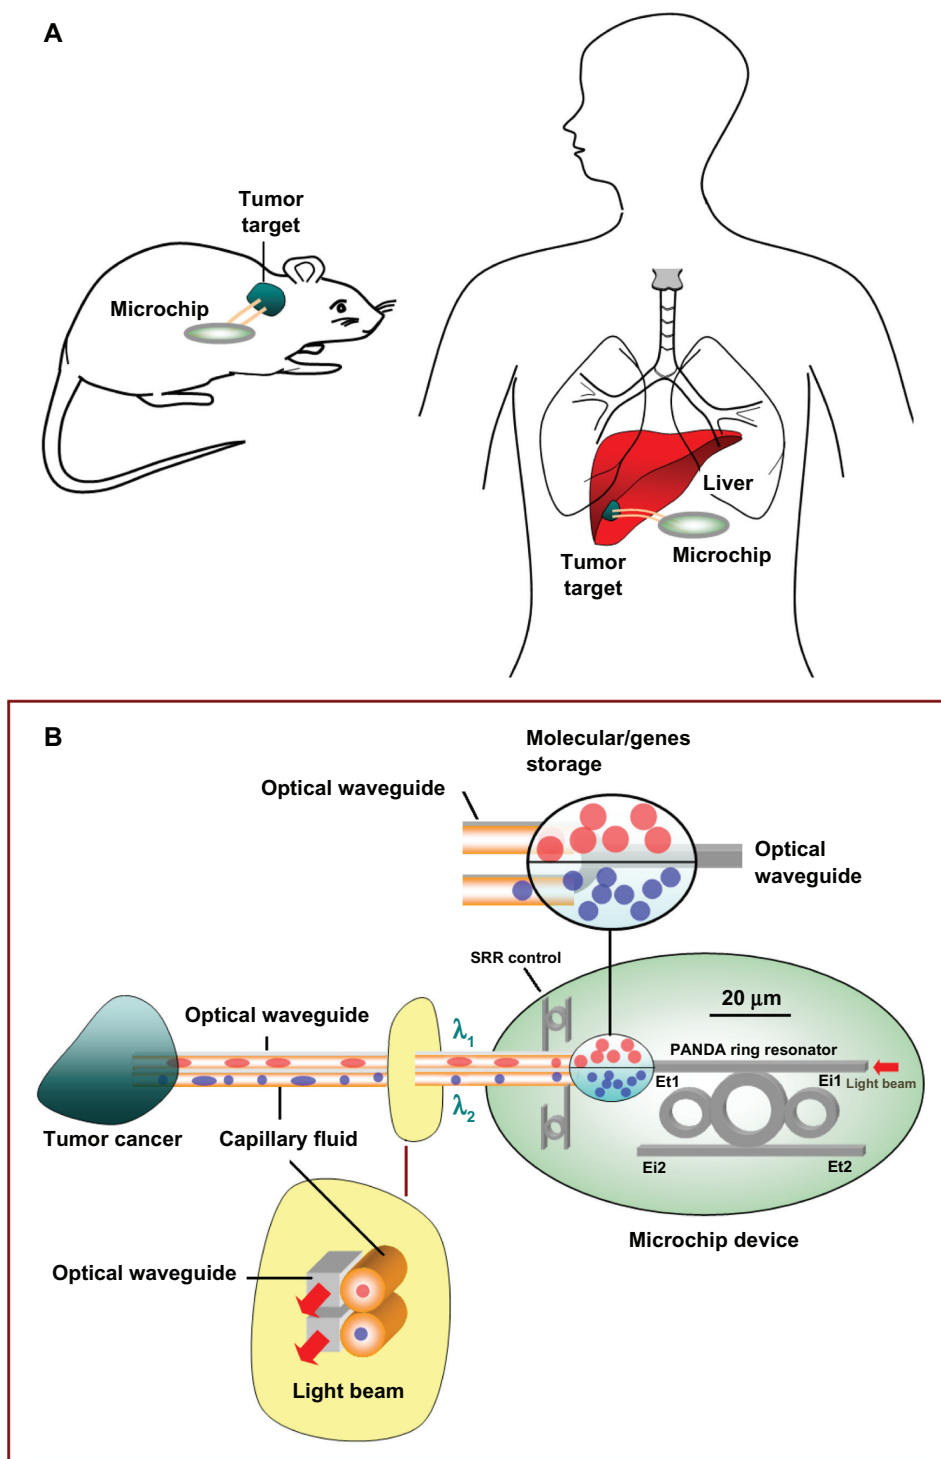 A
Tumor
target
Microchip
Liver
Tumor
target
Microchip
B
Molecular/genes
storage
Optical waveguide
Optical
waveguide
SRR control
20 μm
Optical waveguide
λ1
PANDA ring resonator
Et1
Ei1
Light beam
λ2
Tumor cancer
Capillary fluid
Ei2
Et2
Microchip device
Optical waveguide
Light beam